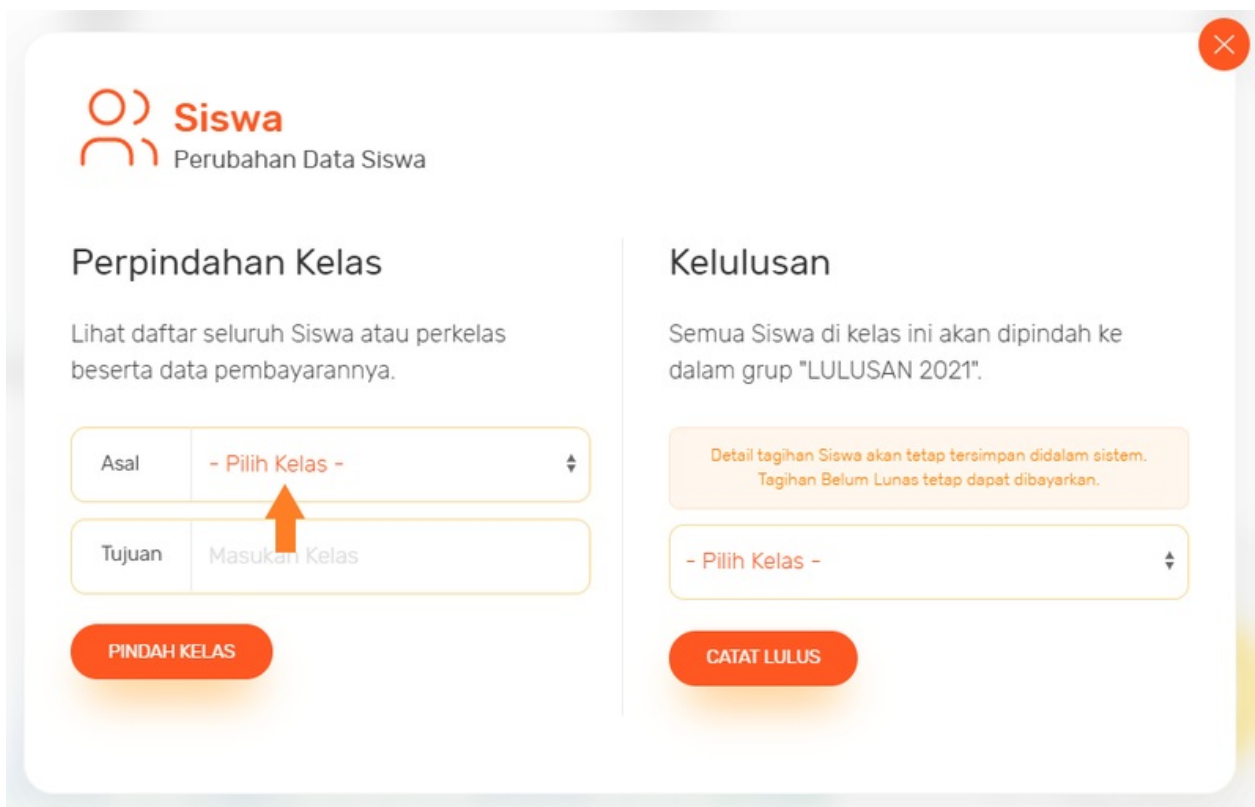 Siswa
Perubahan Data Siswa
Perpindahan Kelas
Lihat daftar seluruh Siswa atau perkelas
beserta data pembayarannya.
Asal
- Pilih Kelas -
Tujuan
Masukan Kelas
PINDAH KELAS
Kelulusan
Semua Siswa di kelas ini akan dipindah ke
dalam grup "LULUSAN 2021".
Detail tagihan Siswa akan tetap tersimpan didalam sistem.
Tagihan Belum Lunas tetap dapat dibayarkan.
- Pilih Kelas -
CATAT LULUS